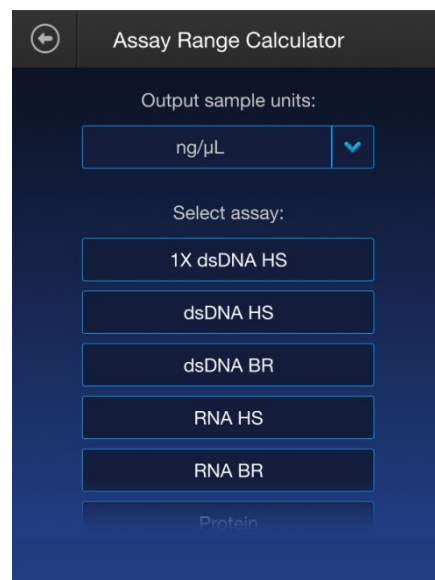 Assay Range Calculator
Output sample units:
ng/µL
Select assay:
1X dsDNA HS
dsDNA HS
dsDNA BR
RNA HS
RNA BR
Protein